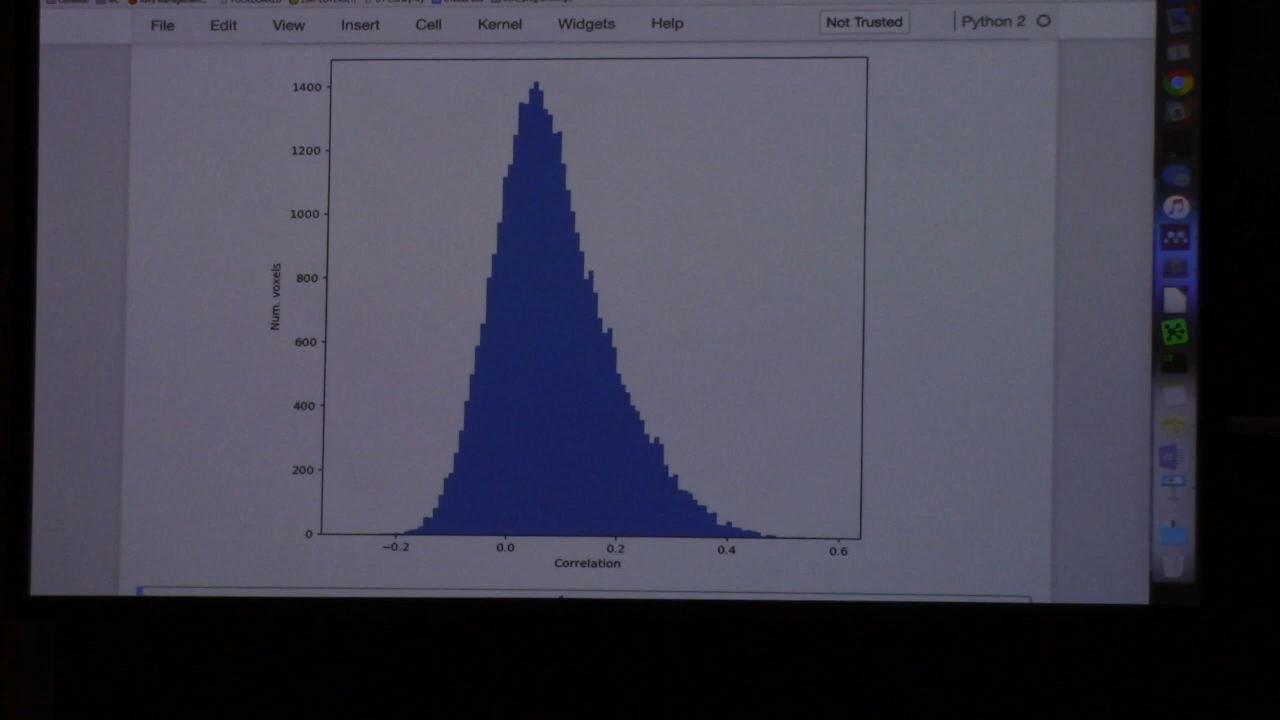 File Edit View Insert Cell Kernel Widgets Help Not Trusted Python 2
1400
1200
1000
800
600
400
200
0
Num. voxels
−0.2 0.0 0.2 0.4 0.6
Correlation